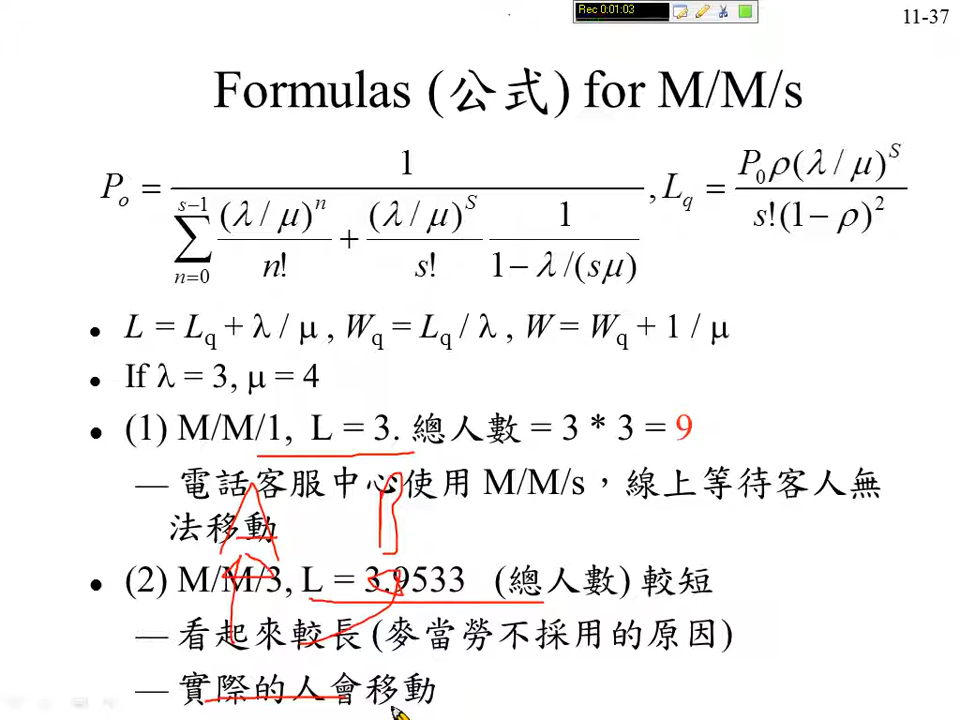 Rec 0:01:03
11-37
Formulas (公式) for M/M/s
P_o = 1 / (∑_{n=0}^{s−1} (λ/μ)^n / n! + (λ/μ)^S / s! · 1 / (1−λ/(sμ))) , L_q = P_0 ρ(λ/μ)^S / s!(1−ρ)^2
• L = L_q + λ / μ , W_q = L_q / λ , W = W_q + 1 / μ
• If λ = 3, μ = 4
• (1) M/M/1, L = 3. 總人數 = 3 * 3 = 9
— 電話客服中心使用 M/M/s，線上等待客人無
法移動
A
• (2) M/M/3, L = 3.9533 (總人數) 較短
— 看起來較長 (麥當勞不採用的原因)
— 實際的人會移動